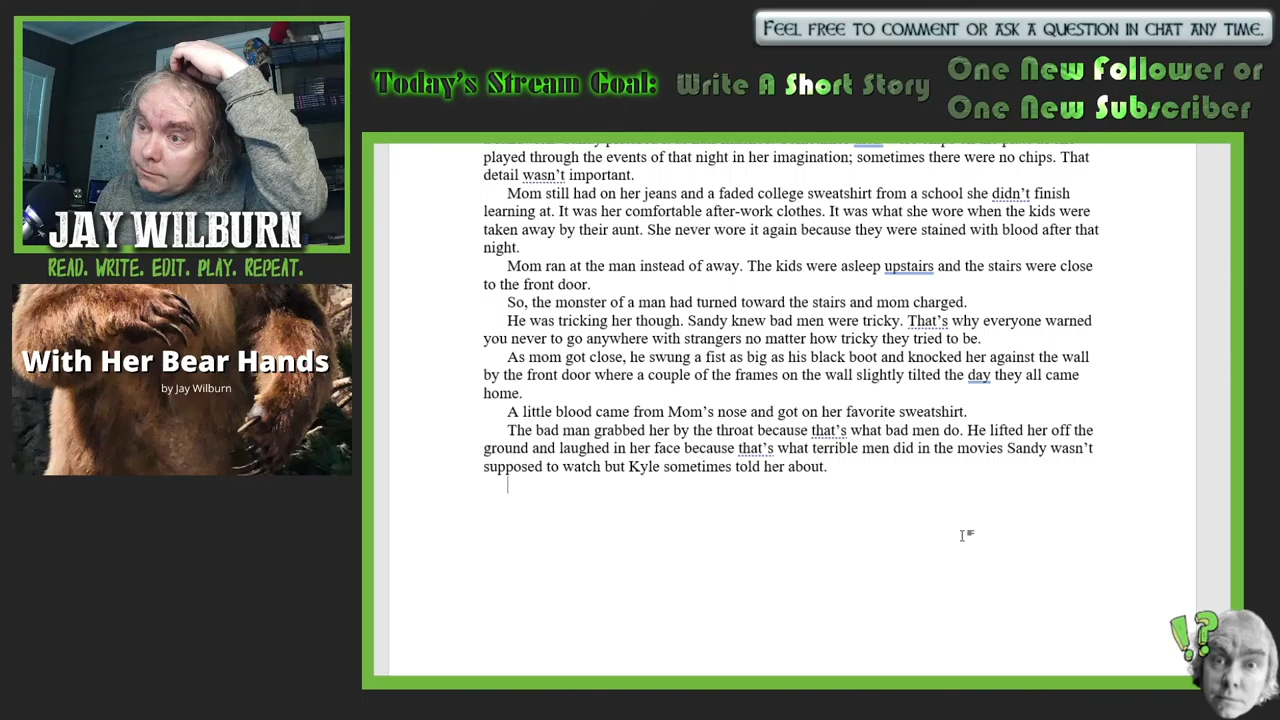 FEEL FREE TO COMMENT OR ASK A QUESTION IN CHAT ANY TIME.
Today's Stream Goal:
Write A Short Story
One New Follower or
One New Subscriber
JAY WILBURN
READ. WRITE. EDIT. PLAY. REPEAT.
With Her Bear Hands
by Jay Wilburn
played through the events of that night in her imagination; sometimes there were no chips. That
detail wasn't important.
Mom still had on her jeans and a faded college sweatshirt from a school she didn't finish
learning at. It was her comfortable after-work clothes. It was what she wore when the kids were
taken away by their aunt. She never wore it again because they were stained with blood after that
night.
Mom ran at the man instead of away. The kids were asleep upstairs and the stairs were close
to the front door.
So, the monster of a man had turned toward the stairs and mom charged.
He was tricking her though. Sandy knew bad men were tricky. That's why everyone warned
you never to go anywhere with strangers no matter how tricky they tried to be.
As mom got close, he swung a fist as big as his black boot and knocked her against the wall
by the front door where a couple of the frames on the wall slightly tilted the day they all came
home.
A little blood came from Mom's nose and got on her favorite sweatshirt.
The bad man grabbed her by the throat because that's what bad men do. He lifted her off the
ground and laughed in her face because that's what terrible men did in the movies Sandy wasn't
supposed to watch but Kyle sometimes told her about.
!?